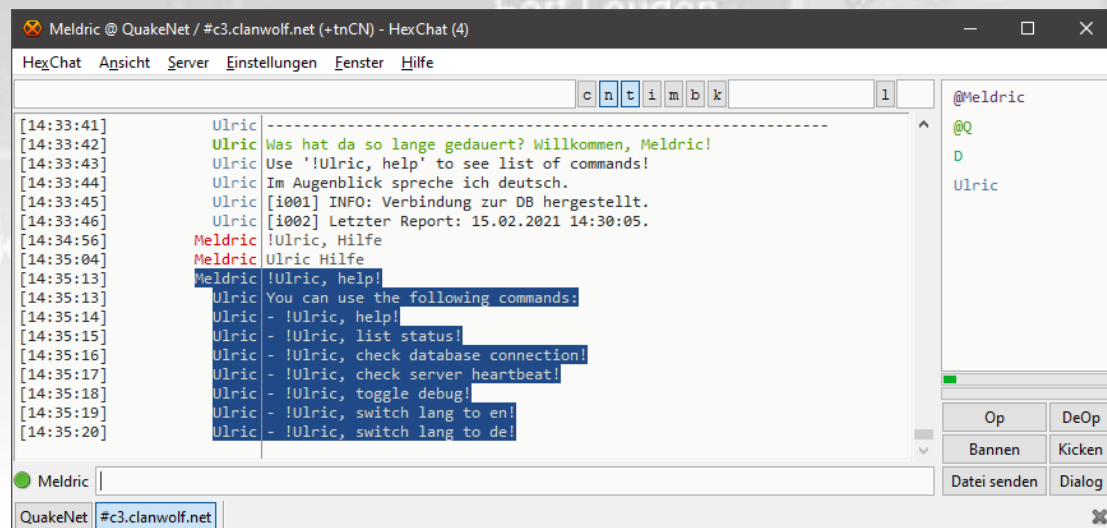 Fort Loudon
Meldric @ QuakeNet / #c3.clanwolf.net (+tnCN) - HexChat (4)
HexChat Ansicht Server Einstellungen Fenster Hilfe
c n t i m b k l
[14:33:41] Ulric ----------------------------------------------------------------
[14:33:42] Ulric Was hat da so lange gedauert? Willkommen, Meldric!
[14:33:43] Ulric Use '!Ulric, help' to see list of commands!
[14:33:44] Ulric Im Augenblick spreche ich deutsch.
[14:33:45] Ulric [i001] INFO: Verbindung zur DB hergestellt.
[14:33:46] Ulric [i002] Letzter Report: 15.02.2021 14:30:05.
[14:34:56] Meldric !Ulric, Hilfe
[14:35:04] Meldric Ulric Hilfe
[14:35:13] Meldric !Ulric, help!
[14:35:13] Ulric You can use the following commands:
[14:35:14] Ulric - !Ulric, help!
[14:35:15] Ulric - !Ulric, list status!
[14:35:16] Ulric - !Ulric, check database connection!
[14:35:17] Ulric - !Ulric, check server heartbeat!
[14:35:18] Ulric - !Ulric, toggle debug!
[14:35:19] Ulric - !Ulric, switch lang to en!
[14:35:20] Ulric - !Ulric, switch lang to de!
@Meldric
@Q
D
Ulric
Op DeOp
Bannen Kicken
Datei senden Dialog
Meldric
QuakeNet #c3.clanwolf.net